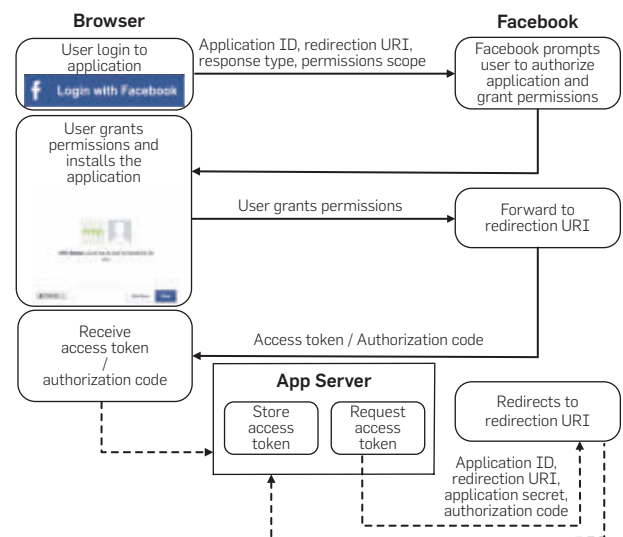 Browser
Facebook
User login to
application
Login with Facebook
Application ID, redirection URI,
response type, permissions scope
Facebook prompts
user to authorize
application and
grant permissions
User grants
permissions and
installs the
application
User grants permissions
Forward to
redirection URI
Receive
access token
/
authorization code
Access token / Authorization code
App Server
Store
access
token
Request
access
token
Redirects to
redirection URI
Application ID,
redirection URI,
application secret,
authorization code